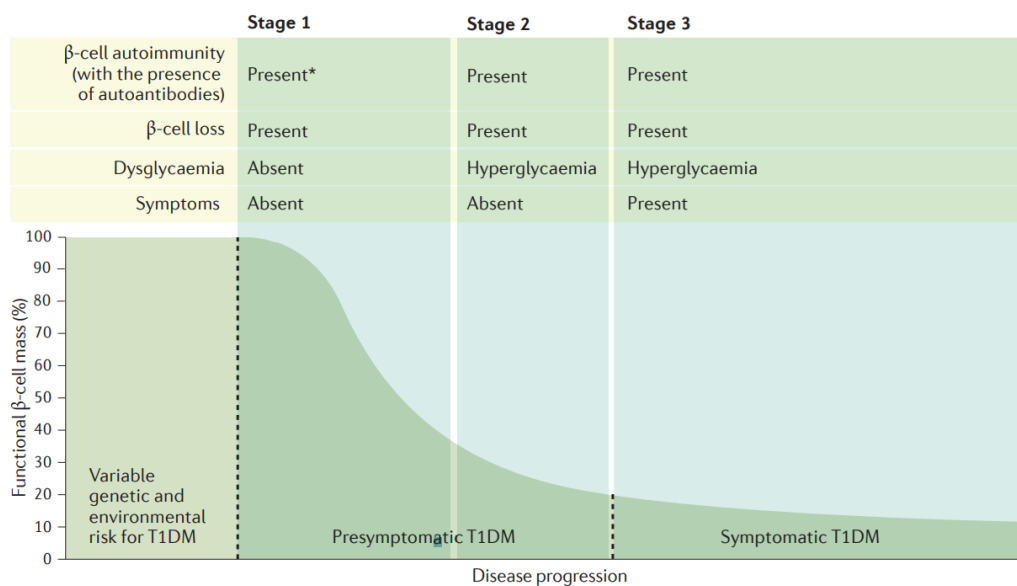 Stage 1 Stage 2 Stage 3
β-cell autoimmunity
(with the presence
of autoantibodies)
Present* Present Present
β-cell loss Present Present Present
Dysglycaemia Absent Hyperglycaemia Hyperglycaemia
Symptoms Absent Absent Present
Functional β-cell mass (%)
100
90
80
70
60
50
40
30
20
10
0
Variable
genetic and
environmental
risk for T1DM
Presymptomatic T1DM
Symptomatic T1DM
Disease progression